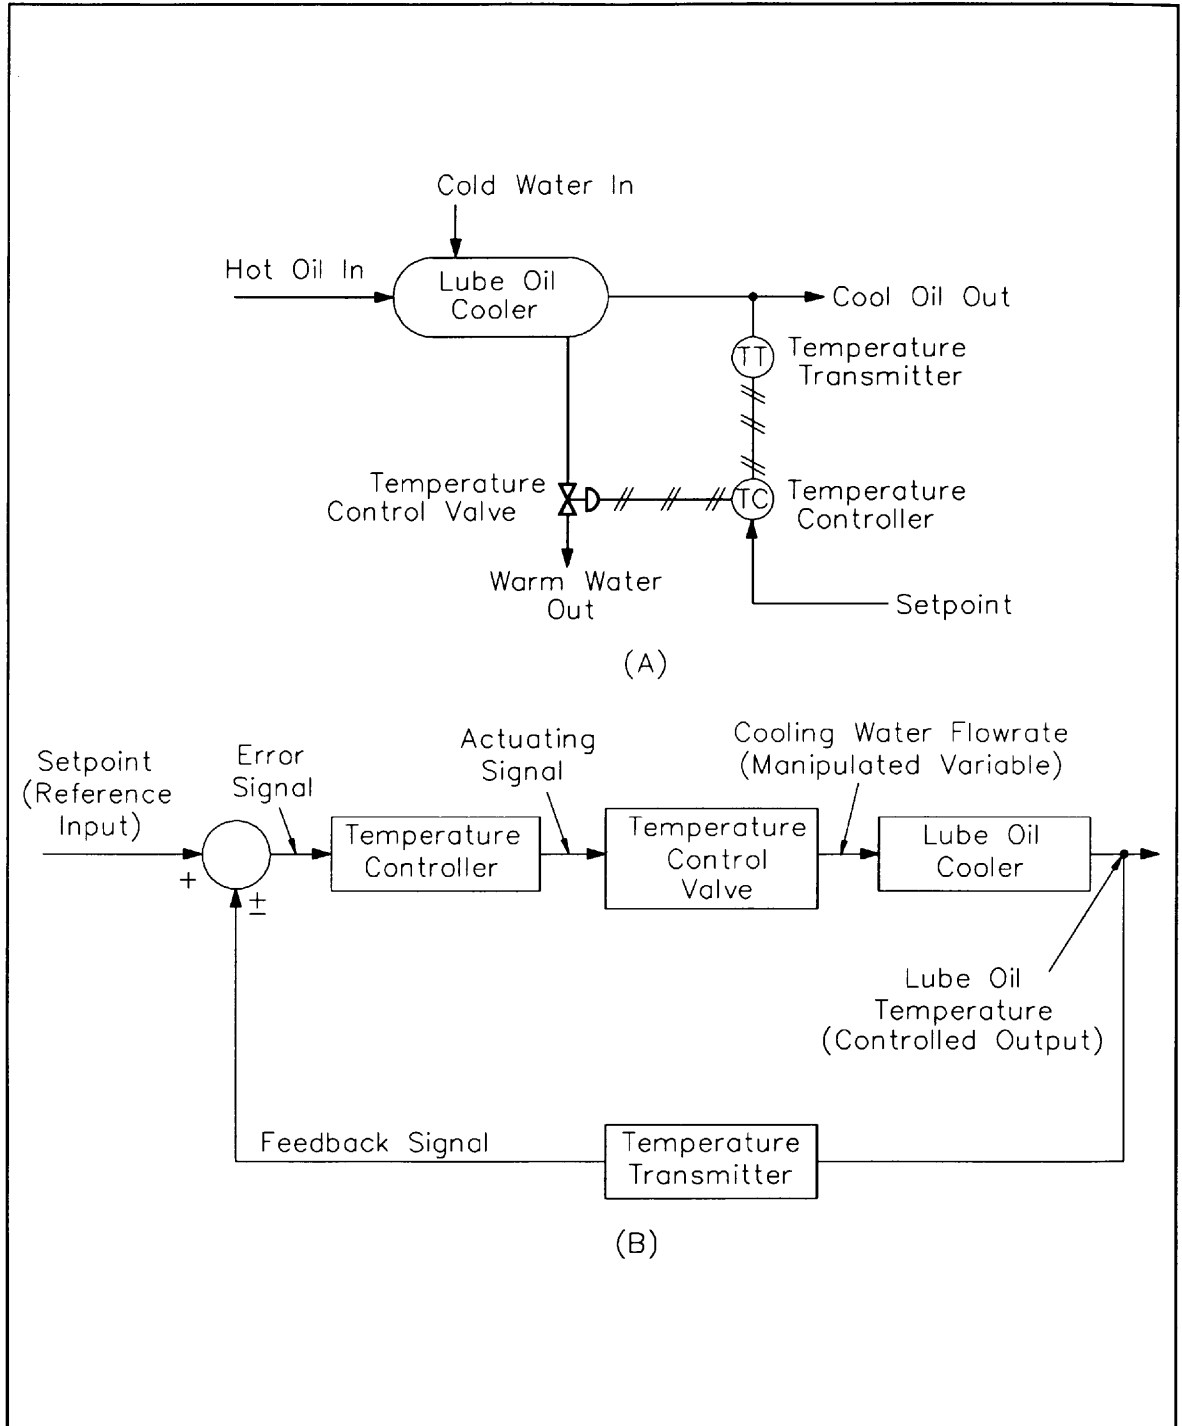 Cold Water In
Hot Oil In
Lube Oil
Cooler
Cool Oil Out
TT
Temperature
Transmitter
Temperature
Control Valve
TC
Temperature
Controller
Warm Water
Out
Setpoint
(A)
Setpoint
(Reference
Input)
Error
Signal
Actuating
Signal
Cooling Water Flowrate
(Manipulated Variable)
+
±
Temperature
Controller
Temperature
Control
Valve
Lube Oil
Cooler
Lube Oil
Temperature
(Controlled Output)
Feedback Signal
Temperature
Transmitter
(B)